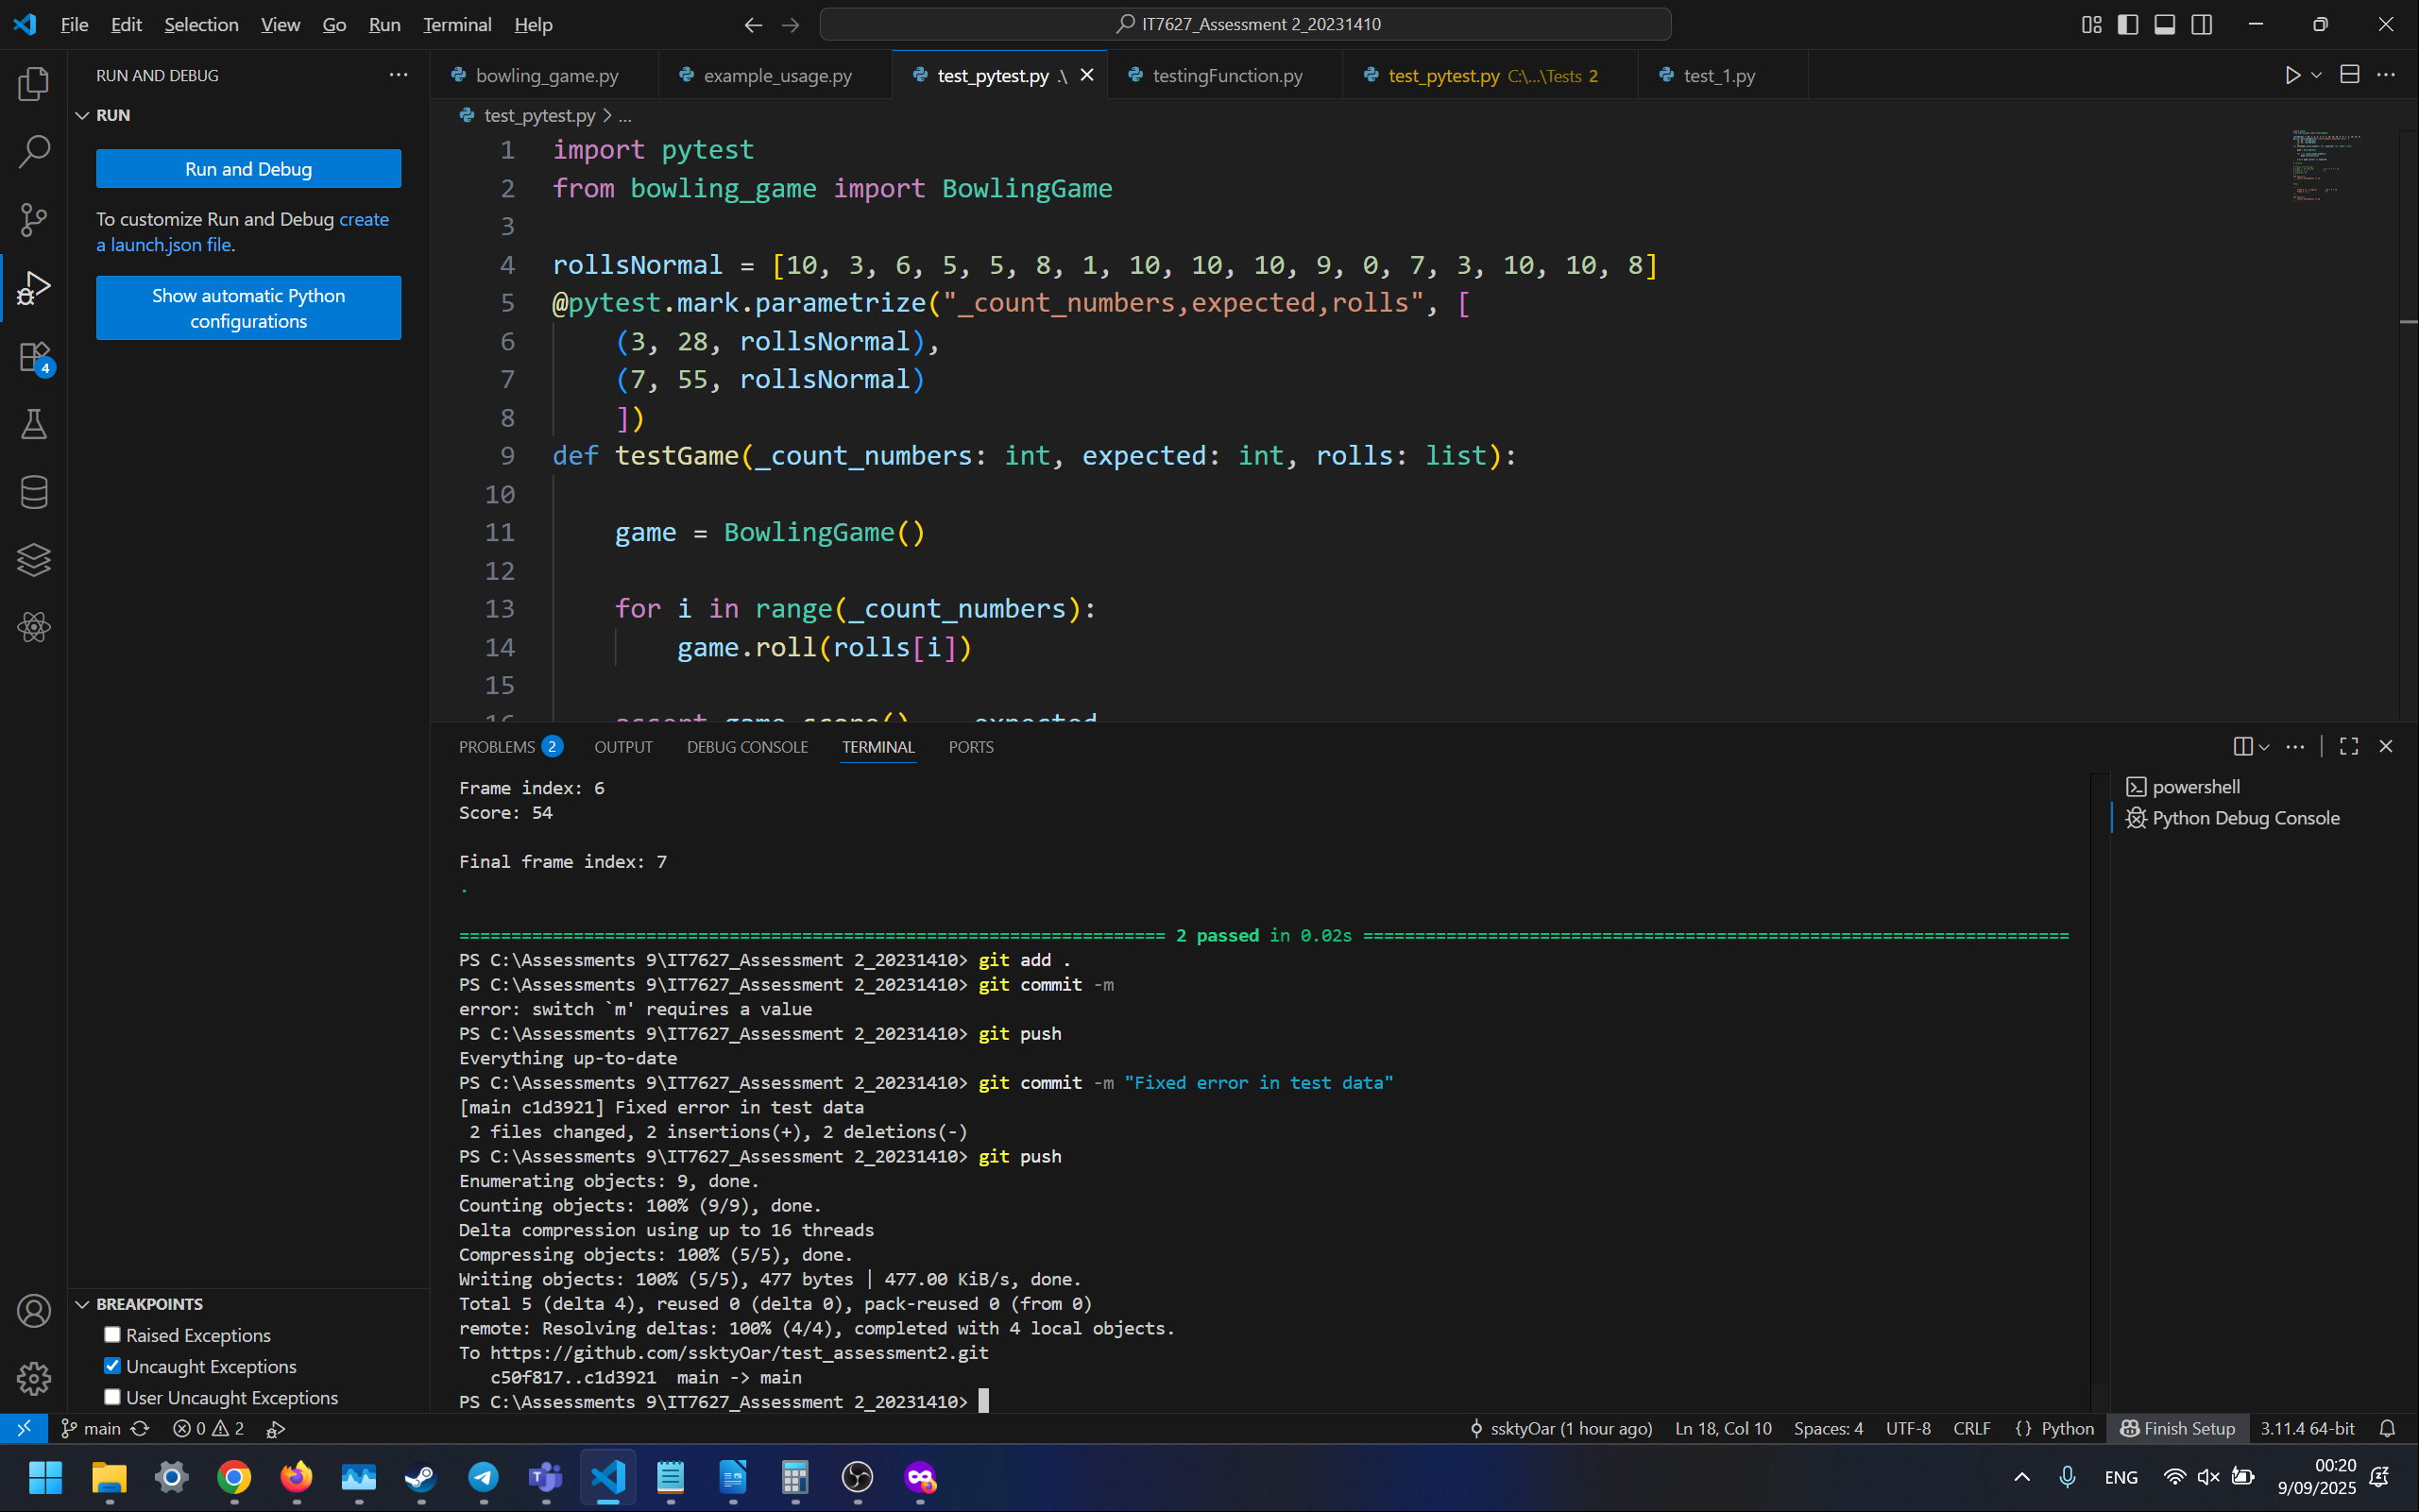 File Edit Selection View Go Run Terminal Help
IT7627_Assessment 2_20231410
RUN AND DEBUG
RUN
Run and Debug
To customize Run and Debug create
a launch.json file.
Show automatic Python
configurations
4
bowling_game.py
example_usage.py
test_pytest.py .\
testingFunction.py
test_pytest.py C:\...\Tests 2
test_1.py
test_pytest.py > ...
1 import pytest
2 from bowling_game import BowlingGame
3
4 rollsNormal = [10, 3, 6, 5, 5, 8, 1, 10, 10, 10, 9, 0, 7, 3, 10, 10, 8]
5 @pytest.mark.parametrize("_count_numbers,expected,rolls", [
6 (3, 28, rollsNormal),
7 (7, 55, rollsNormal)
8 ])
9 def testGame(_count_numbers: int, expected: int, rolls: list):
10
11 game = BowlingGame()
12
13 for i in range(_count_numbers):
14 game.roll(rolls[i])
15
16 assert game.score() expected
PROBLEMS 2 OUTPUT DEBUG CONSOLE TERMINAL PORTS
Frame index: 6
Score: 54
Final frame index: 7
.
==================================================================== 2 passed in 0.02s ====================================================================
PS C:\Assessments 9\IT7627_Assessment 2_20231410> git add .
PS C:\Assessments 9\IT7627_Assessment 2_20231410> git commit -m
error: switch `m' requires a value
PS C:\Assessments 9\IT7627_Assessment 2_20231410> git push
Everything up-to-date
PS C:\Assessments 9\IT7627_Assessment 2_20231410> git commit -m "Fixed error in test data"
[main c1d3921] Fixed error in test data
2 files changed, 2 insertions(+), 2 deletions(-)
PS C:\Assessments 9\IT7627_Assessment 2_20231410> git push
Enumerating objects: 9, done.
Counting objects: 100% (9/9), done.
Delta compression using up to 16 threads
Compressing objects: 100% (5/5), done.
Writing objects: 100% (5/5), 477 bytes | 477.00 KiB/s, done.
Total 5 (delta 4), reused 0 (delta 0), pack-reused 0 (from 0)
remote: Resolving deltas: 100% (4/4), completed with 4 local objects.
To https://github.com/ssktyOar/test_assessment2.git
c50f817..c1d3921 main -> main
PS C:\Assessments 9\IT7627_Assessment 2_20231410>
powershell
Python Debug Console
BREAKPOINTS
Raised Exceptions
Uncaught Exceptions
User Uncaught Exceptions
main 0 2
ssktyOar (1 hour ago) Ln 18, Col 10 Spaces: 4 UTF-8 CRLF {} Python Finish Setup 3.11.4 64-bit
ENG
00:20
9/09/2025